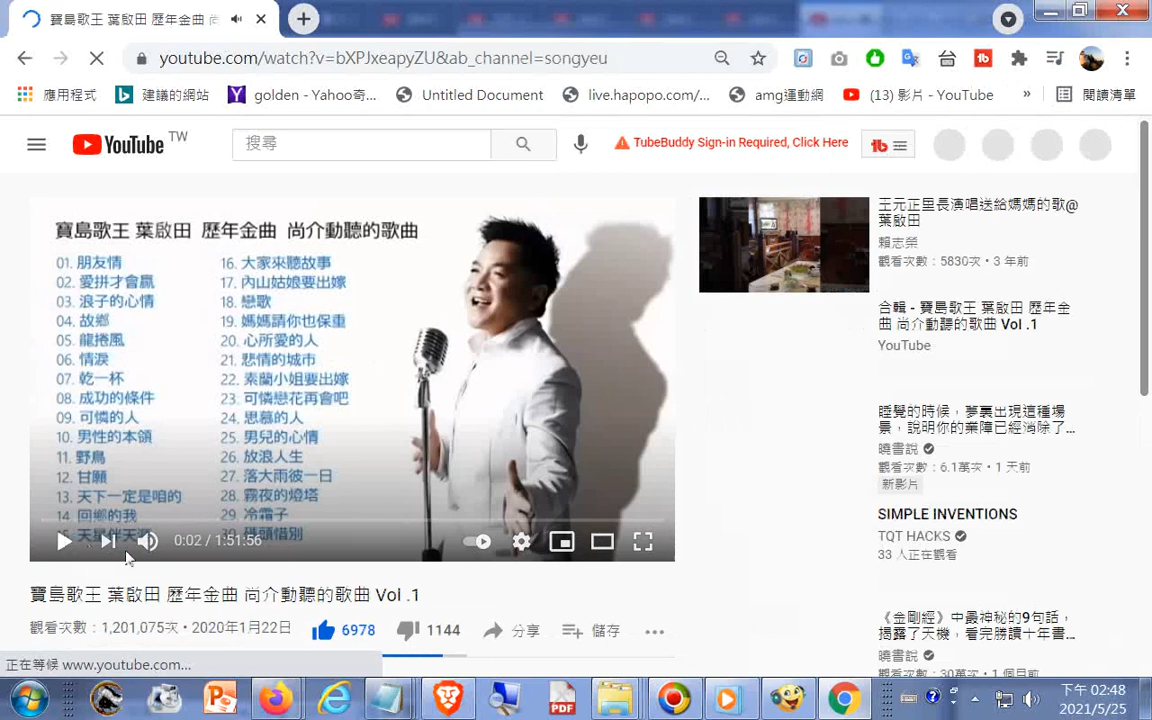 寶島歌王 葉啟田 歷年金曲 尚
youtube.com/watch?v=bXPJxeapyZU&ab_channel=songyeu
應用程式
建議的網站
golden - Yahoo奇...
Untitled Document
live.hapopo.com/...
amg運動網
(13) 影片 - YouTube
»
閱讀清單
YouTube TW
搜尋
TubeBuddy Sign-in Required, Click Here
寶島歌王 葉啟田 歷年金曲 尚介動聽的歌曲
01. 朋友情
02. 愛拼才會贏
03. 浪子的心情
04. 故鄉
05. 龍捲風
06. 情淚
07. 乾一杯
08. 成功的條件
09. 可憐的人
10. 男性的本領
11. 野鳥
12. 甘願
13. 天下一定是咱的
14. 回鄉的我
16. 大家來聽故事
17. 內山姑娘要出嫁
18. 戀歌
19. 媽媽請你也保重
20. 心所愛的人
21. 悲情的城市
22. 素蘭小姐要出嫁
23. 可憐戀花再會吧
24. 思慕的人
25. 男兒的心情
26. 放浪人生
27. 落大雨彼一日
28. 霧夜的燈塔
29. 冷霜子
30. 碼頭惜別
0:02 / 1:51:56
寶島歌王 葉啟田 歷年金曲 尚介動聽的歌曲 Vol .1
觀看次數：1,201,075次 • 2020年1月22日
6978
1144
分享
儲存
王元正里長演唱送給媽媽的歌@
葉啟田
賴志榮
觀看次數：5830次 • 3 年前
合輯 - 寶島歌王 葉啟田 歷年金
曲 尚介動聽的歌曲 Vol .1
YouTube
睡覺的時候，夢裏出現這種場
景，說明你的業障已經消除了...
曉書說
觀看次數：6.1萬次 • 1 天前
新影片
SIMPLE INVENTIONS
TQT HACKS
33 人正在觀看
《金剛經》中最神秘的9句話，
揭露了天機，看完勝讀十年書...
曉書說
觀看次數：30萬次 • 1 個月前
正在等候 www.youtube.com...
下午 02:48
2021/5/25